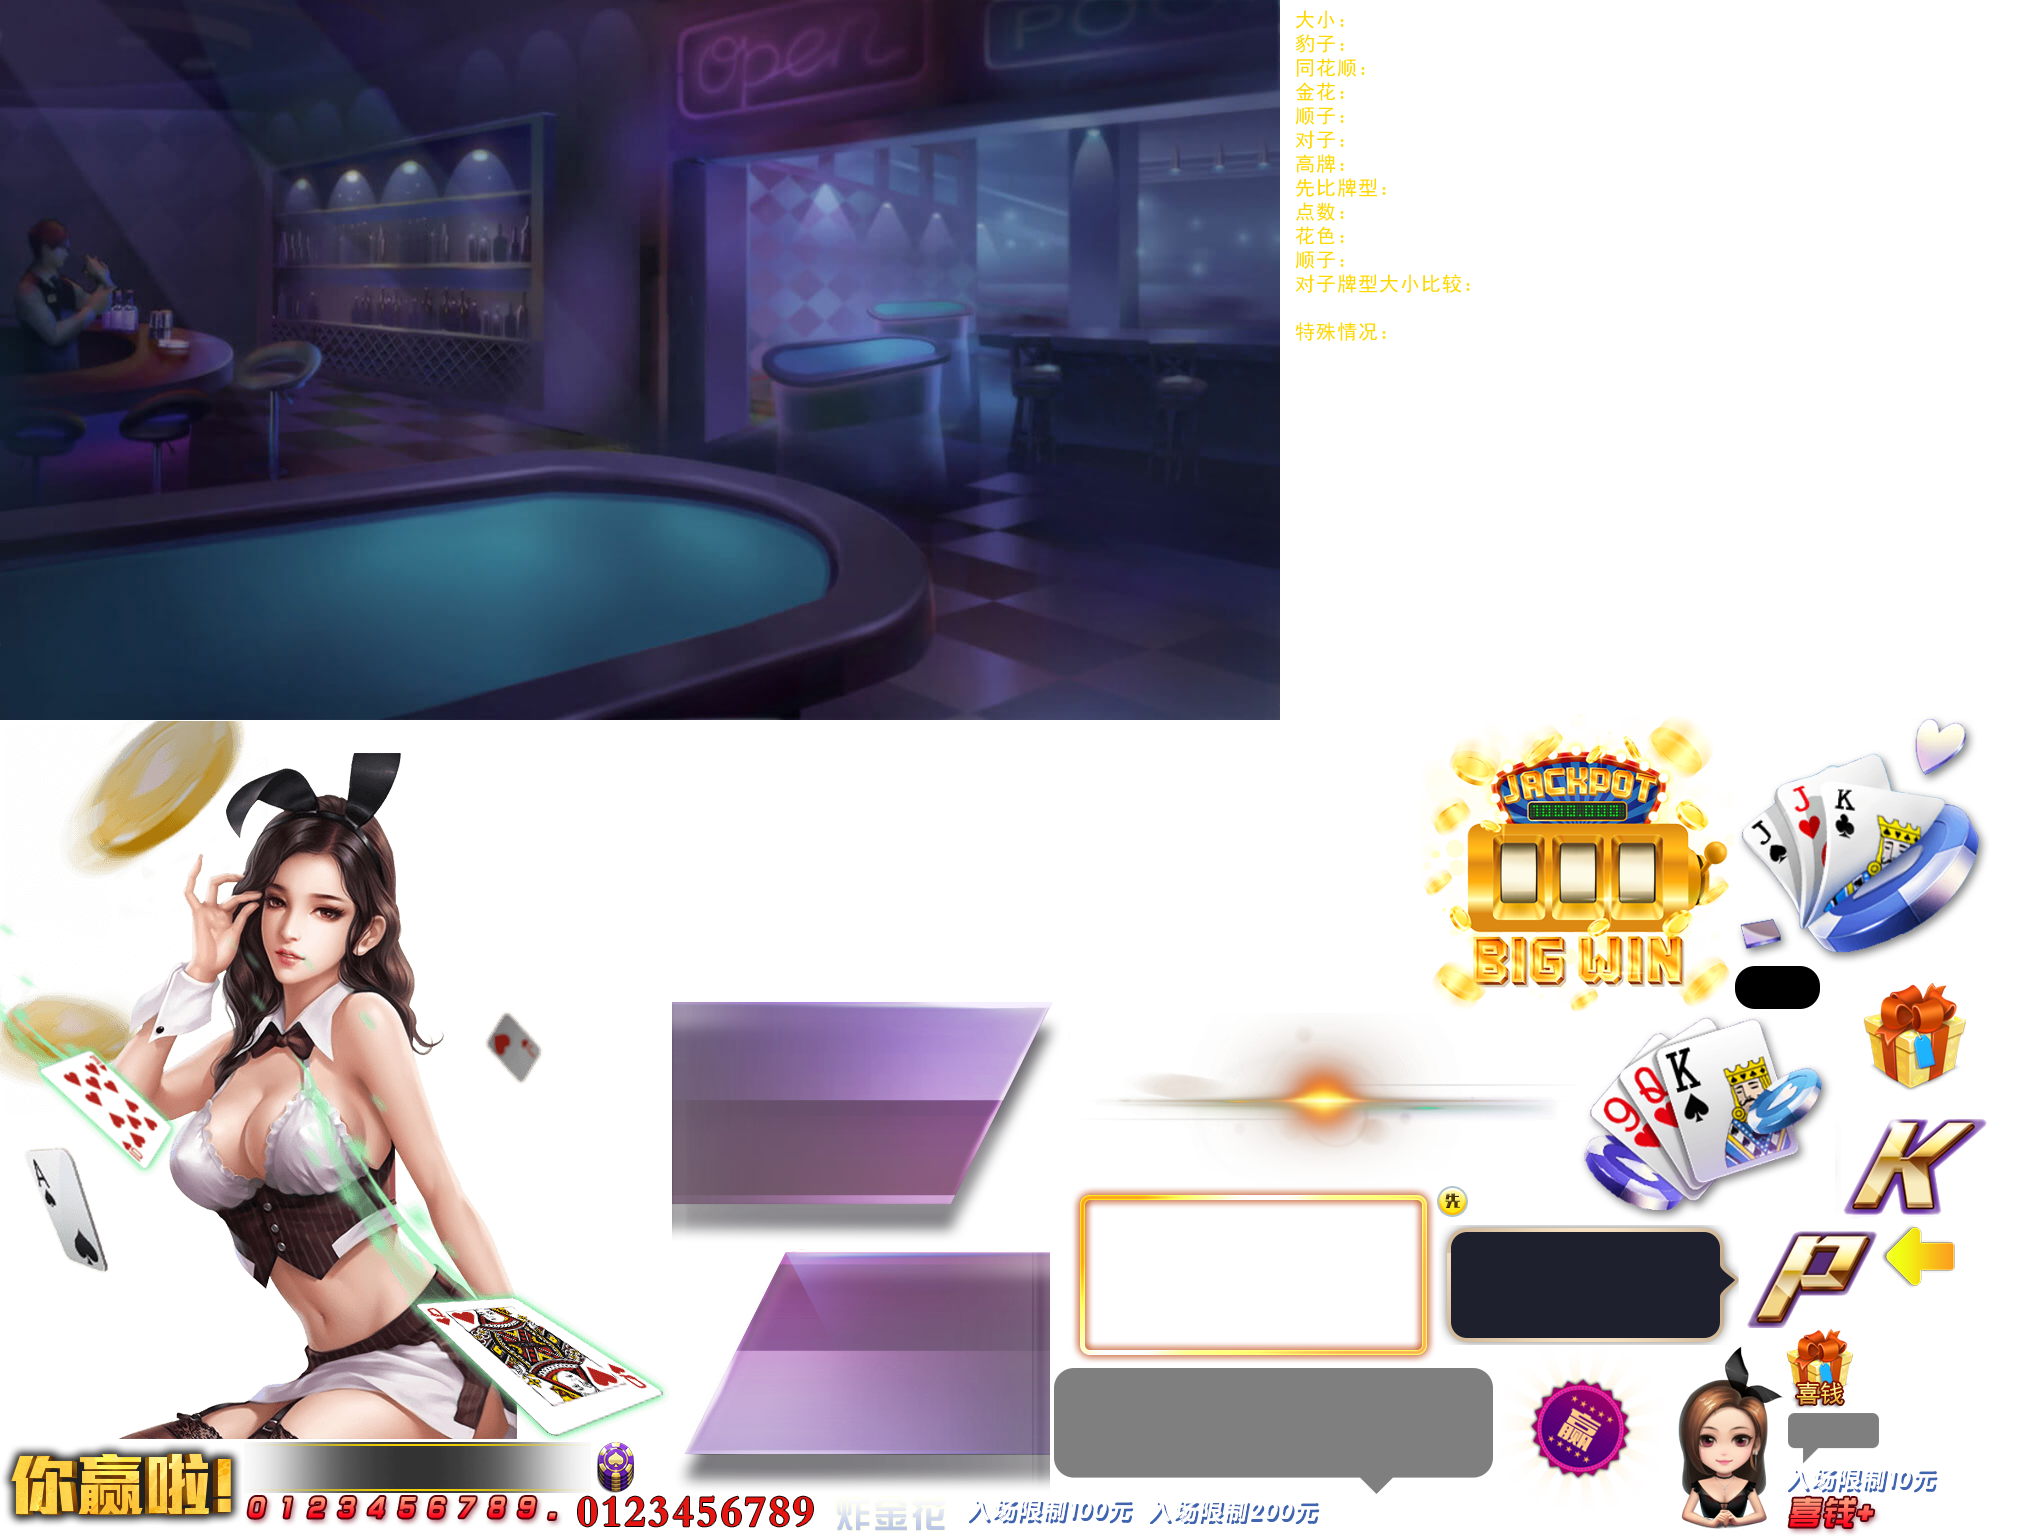 open
PO
大小：
豹子：
同花顺：
金花：
顺子：
对子：
高牌：
先比牌型：
点数：
花色：
顺子：
对子牌型大小比较：
特殊情况：
JACKPOT
BIG WIN
J
J
K
9
Q
K
A
Q
K
先
P
赢
喜钱
入场限制10元
喜钱+
你赢啦!
0123456789.
0123456789
炸金花
入场限制100元
入场限制200元